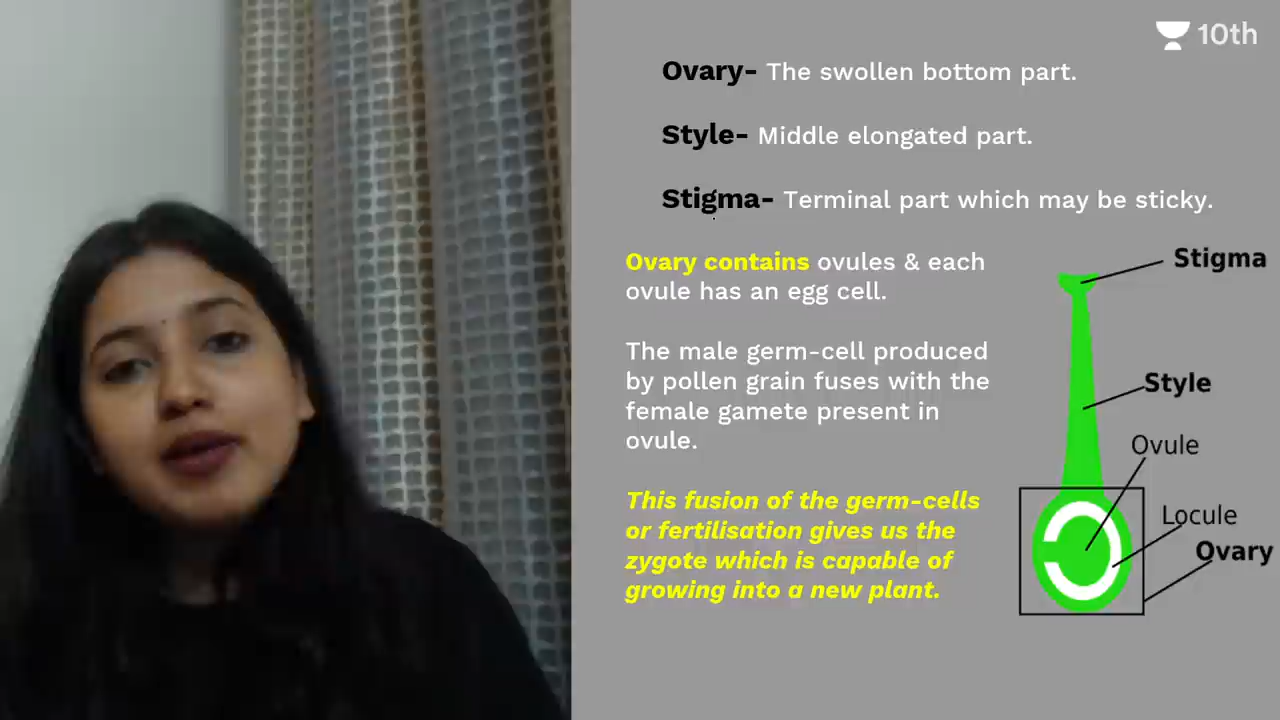 10th
Ovary- The swollen bottom part.
Style- Middle elongated part.
Stigma- Terminal part which may be sticky.
Ovary contains ovules & each
ovule has an egg cell.
The male germ-cell produced
by pollen grain fuses with the
female gamete present in
ovule.
This fusion of the germ-cells
or fertilisation gives us the
zygote which is capable of
growing into a new plant.
Stigma
Style
Ovule
Locule
Ovary